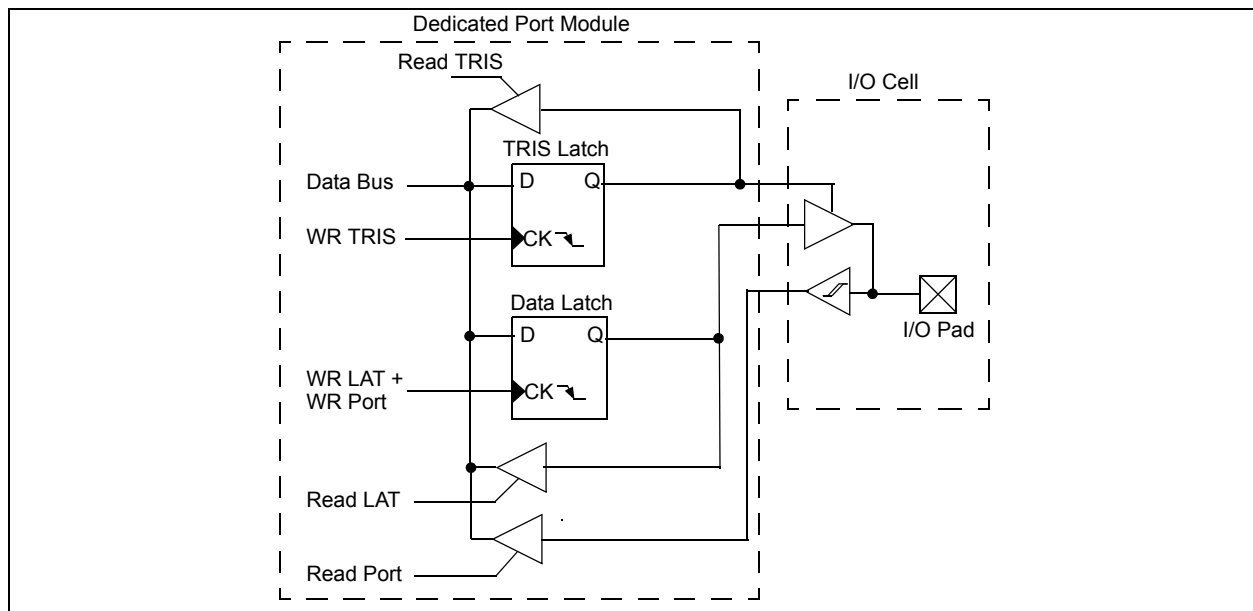 Dedicated Port Module
Read TRIS
I/O Cell
TRIS Latch
Data Bus
D
Q
WR TRIS
CK
Data Latch
I/O Pad
D
Q
WR LAT +
WR Port
CK
Read LAT
Read Port